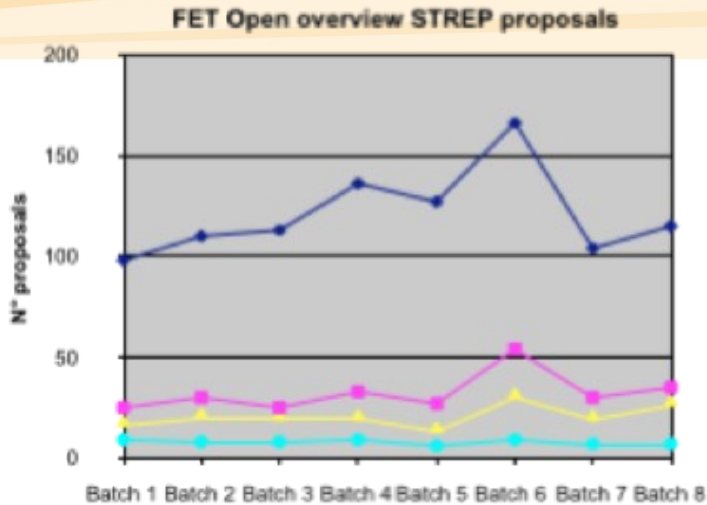 FET Open overview STREP proposals
200
150
100
50
0
N° proposals
Batch 1 Batch 2 Batch 3 Batch 4 Batch 5 Batch 6 Batch 7 Batch 8